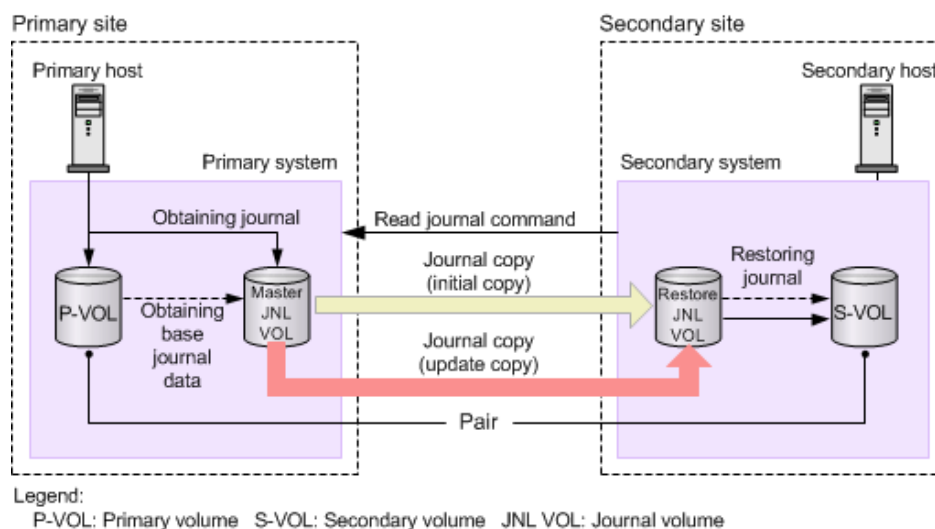 Primary site
Secondary site
Primary host
Secondary host
Primary system
Secondary system
Obtaining journal
Read journal command
Journal copy
(initial copy)
Restoring
journal
P-VOL
Obtaining
base
journal
data
Master
JNL
VOL
Restore
JNL
VOL
S-VOL
Journal copy
(update copy)
Pair
Legend:
P-VOL: Primary volume S-VOL: Secondary volume JNL VOL: Journal volume